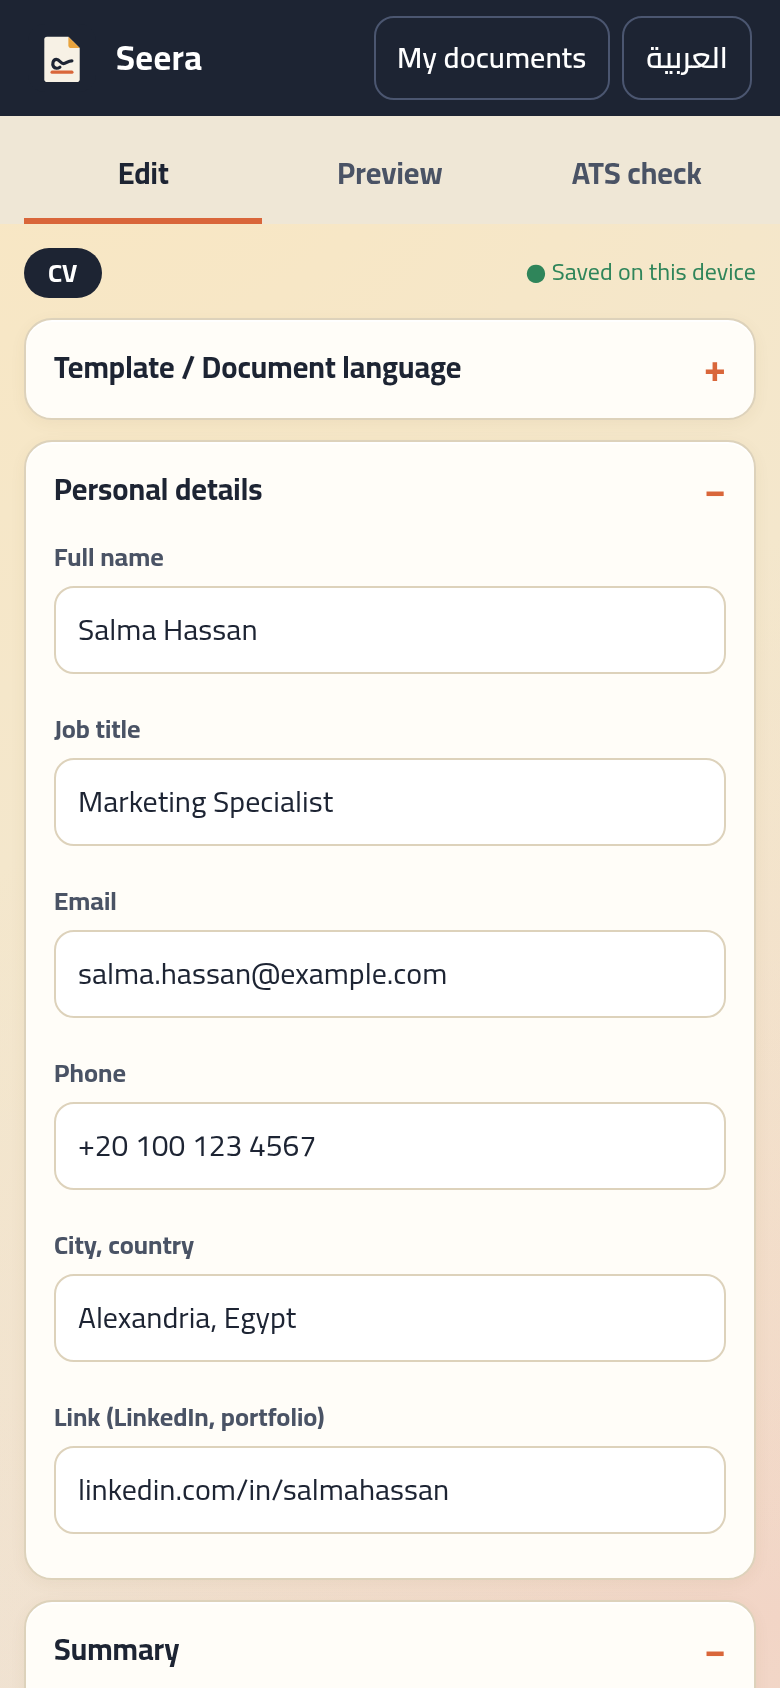 Seera
My documents
العربية
Edit
Preview
ATS check
CV
Saved on this device
Template / Document language
+
Personal details
–
Full name
Salma Hassan
Job title
Marketing Specialist
Email
salma.hassan@example.com
Phone
+20 100 123 4567
City, country
Alexandria, Egypt
Link (LinkedIn, portfolio)
linkedin.com/in/salmahassan
Summary
–